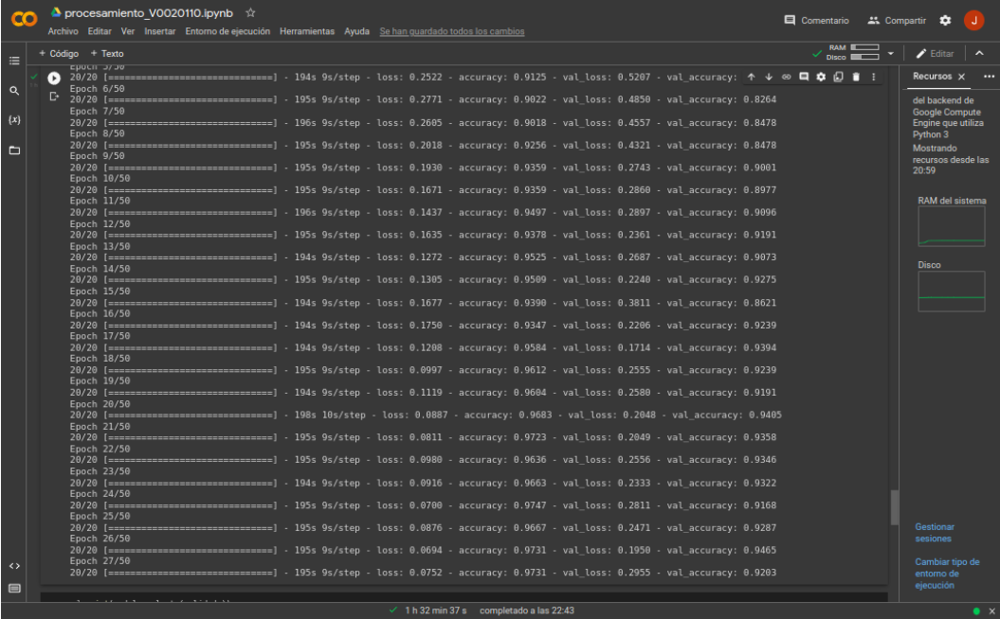 procesamiento_V0020110.ipynb
Comentario Compartir J
Archivo Editar Ver Insertar Entorno de ejecución Herramientas Ayuda Se han guardado todos los cambios
+ Código + Texto
RAM
Disco
Editar
Epoch 5/50
20/20 [==============================] - 194s 9s/step - loss: 0.2522 - accuracy: 0.9125 - val_loss: 0.5207 - val_accuracy:
Epoch 6/50
20/20 [==============================] - 195s 9s/step - loss: 0.2771 - accuracy: 0.9022 - val_loss: 0.4850 - val_accuracy: 0.8264
Epoch 7/50
20/20 [==============================] - 196s 9s/step - loss: 0.2605 - accuracy: 0.9018 - val_loss: 0.4557 - val_accuracy: 0.8478
Epoch 8/50
20/20 [==============================] - 195s 9s/step - loss: 0.2018 - accuracy: 0.9256 - val_loss: 0.4321 - val_accuracy: 0.8478
Epoch 9/50
20/20 [==============================] - 195s 9s/step - loss: 0.1930 - accuracy: 0.9359 - val_loss: 0.2743 - val_accuracy: 0.9001
Epoch 10/50
20/20 [==============================] - 195s 9s/step - loss: 0.1671 - accuracy: 0.9359 - val_loss: 0.2860 - val_accuracy: 0.8977
Epoch 11/50
20/20 [==============================] - 196s 9s/step - loss: 0.1437 - accuracy: 0.9497 - val_loss: 0.2897 - val_accuracy: 0.9096
Epoch 12/50
20/20 [==============================] - 195s 9s/step - loss: 0.1635 - accuracy: 0.9378 - val_loss: 0.2361 - val_accuracy: 0.9191
Epoch 13/50
20/20 [==============================] - 194s 9s/step - loss: 0.1272 - accuracy: 0.9525 - val_loss: 0.2687 - val_accuracy: 0.9073
Epoch 14/50
20/20 [==============================] - 195s 9s/step - loss: 0.1305 - accuracy: 0.9509 - val_loss: 0.2240 - val_accuracy: 0.9275
Epoch 15/50
20/20 [==============================] - 194s 9s/step - loss: 0.1677 - accuracy: 0.9390 - val_loss: 0.3811 - val_accuracy: 0.8621
Epoch 16/50
20/20 [==============================] - 194s 9s/step - loss: 0.1750 - accuracy: 0.9347 - val_loss: 0.2206 - val_accuracy: 0.9239
Epoch 17/50
20/20 [==============================] - 194s 9s/step - loss: 0.1208 - accuracy: 0.9584 - val_loss: 0.1714 - val_accuracy: 0.9394
Epoch 18/50
20/20 [==============================] - 195s 9s/step - loss: 0.0997 - accuracy: 0.9612 - val_loss: 0.2555 - val_accuracy: 0.9239
Epoch 19/50
20/20 [==============================] - 194s 9s/step - loss: 0.1119 - accuracy: 0.9604 - val_loss: 0.2580 - val_accuracy: 0.9191
Epoch 20/50
20/20 [==============================] - 198s 10s/step - loss: 0.0887 - accuracy: 0.9683 - val_loss: 0.2048 - val_accuracy: 0.9405
Epoch 21/50
20/20 [==============================] - 195s 9s/step - loss: 0.0811 - accuracy: 0.9723 - val_loss: 0.2049 - val_accuracy: 0.9358
Epoch 22/50
20/20 [==============================] - 195s 9s/step - loss: 0.0980 - accuracy: 0.9636 - val_loss: 0.2556 - val_accuracy: 0.9346
Epoch 23/50
20/20 [==============================] - 194s 9s/step - loss: 0.0916 - accuracy: 0.9663 - val_loss: 0.2333 - val_accuracy: 0.9322
Epoch 24/50
20/20 [==============================] - 195s 9s/step - loss: 0.0700 - accuracy: 0.9747 - val_loss: 0.2811 - val_accuracy: 0.9168
Epoch 25/50
20/20 [==============================] - 195s 9s/step - loss: 0.0876 - accuracy: 0.9667 - val_loss: 0.2471 - val_accuracy: 0.9287
Epoch 26/50
20/20 [==============================] - 195s 9s/step - loss: 0.0694 - accuracy: 0.9731 - val_loss: 0.1950 - val_accuracy: 0.9465
Epoch 27/50
20/20 [==============================] - 195s 9s/step - loss: 0.0752 - accuracy: 0.9731 - val_loss: 0.2955 - val_accuracy: 0.9203
Recursos
del backend de
Google Compute
Engine que utiliza
Python 3
Mostrando
recursos desde las
20:59
RAM del sistema
Disco
Gestionar
sesiones
Cambiar tipo de
entorno de
ejecución
1 h 32 min 37 s completado a las 22:43